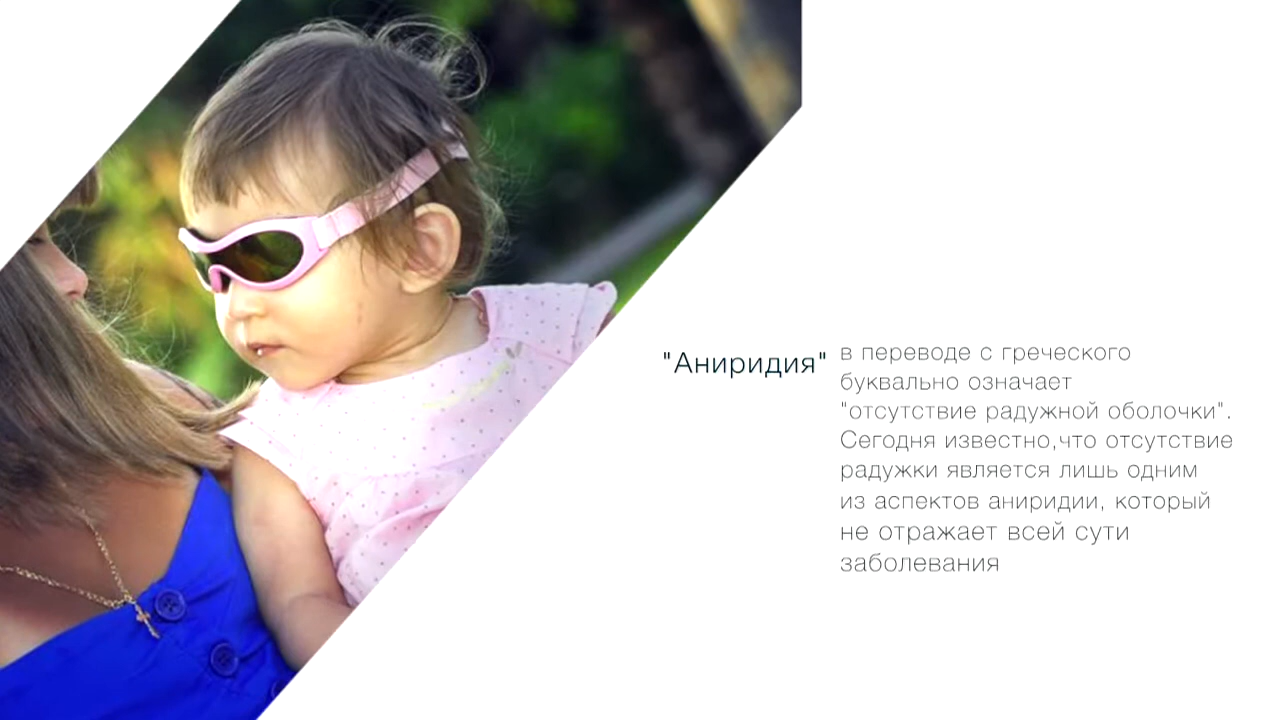 "Аниридия"
в переводе с греческого
буквально означает
"отсутствие радужной оболочки".
Сегодня известно,что отсутствие
радужки является лишь одним
из аспектов аниридии, который
не отражает всей сути
заболевания